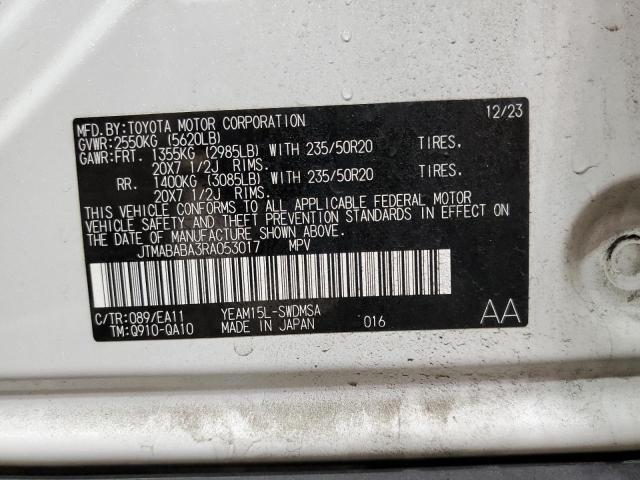 MFD.BY:TOYOTA MOTOR CORPORATION 12/23
GVWR:2550KG (5620LB)
GAWR:FRT. 1355KG (2985LB) WITH 235/50R20 TIRES.
20X7 1/2J RIMS.
RR. 1400KG (3085LB) WITH 235/50R20 TIRES.
20X7 1/2J RIMS.
THIS VEHICLE CONFORMS TO ALL APPLICABLE FEDERAL MOTOR
VEHICLE SAFETY AND THEFT PREVENTION STANDARDS IN EFFECT ON
THE DATE OF MANUFACTURE SHOWN ABOVE.
JTMABABA3RA053017 MPV
C/TR:089/EA11 YEAM15L-SWDMSA
TM:Q910-QA10 MADE IN JAPAN 016 AA